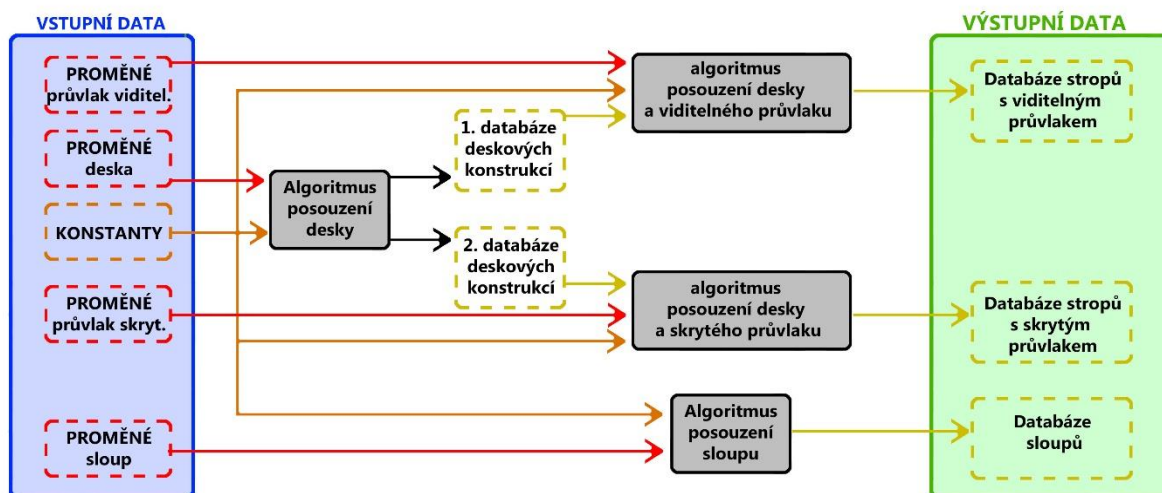 VSTUPNÍ DATA
PROMĚNÉ
průvlak viditel.
PROMĚNÉ
deska
KONSTANTY
PROMĚNÉ
průvlak skryt.
PROMĚNÉ
sloup
Algoritmus
posouzení
desky
1. databáze
deskových
konstrukcí
2. databáze
deskových
konstrukcí
algoritmus
posouzení desky
a viditelného průvlaku
algoritmus
posouzení desky
a skrytého průvlaku
Algoritmus
posouzení
sloupu
VÝSTUPNÍ DATA
Databáze stropů
s viditelným
průvlakem
Databáze stropů
s skrytým
průvlakem
Databáze
sloupů